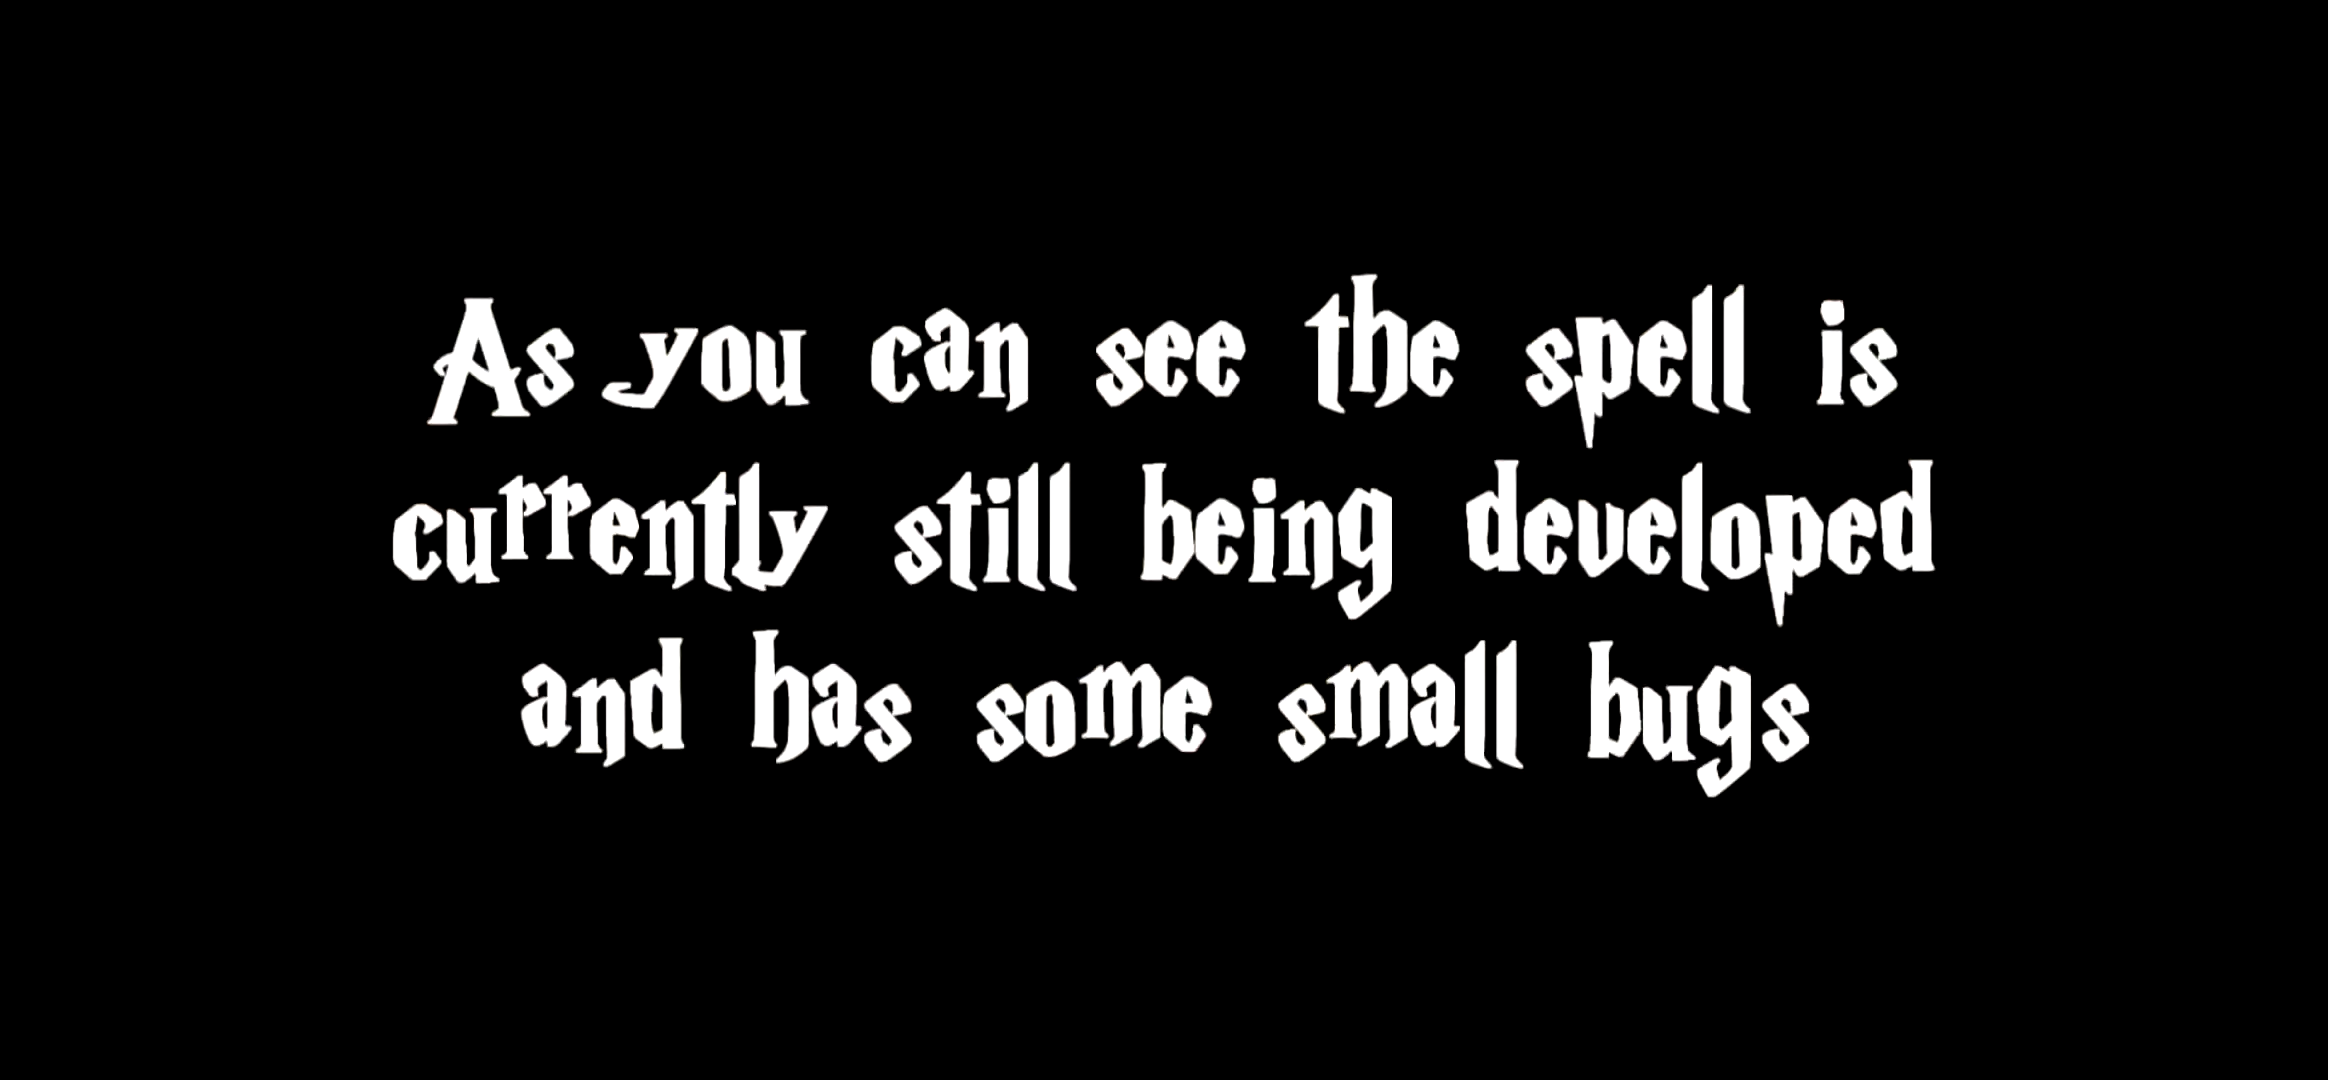 As you can see the spell is
currently still being developed
and has some small bugs